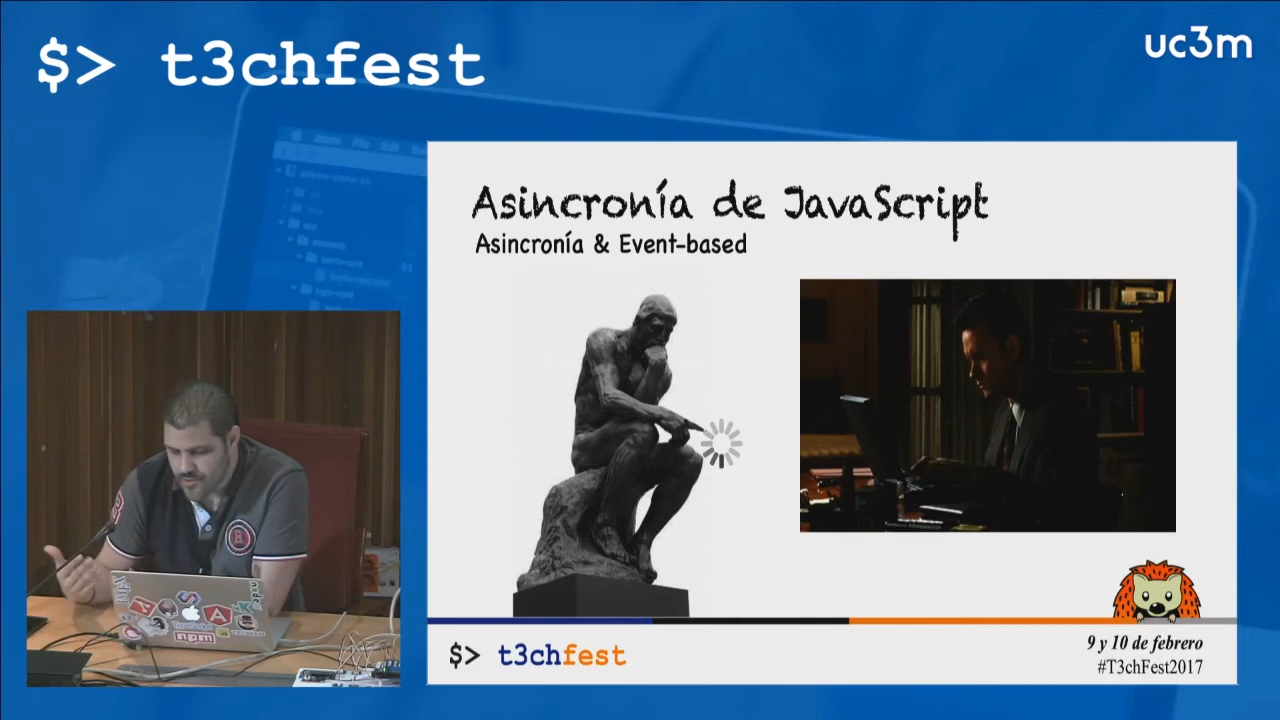 $> t3chfest
uc3m
Asincronía de JavaScript
Asincronía & Event-based
npm
$> t3chfest
9 y 10 de febrero
#T3chFest2017